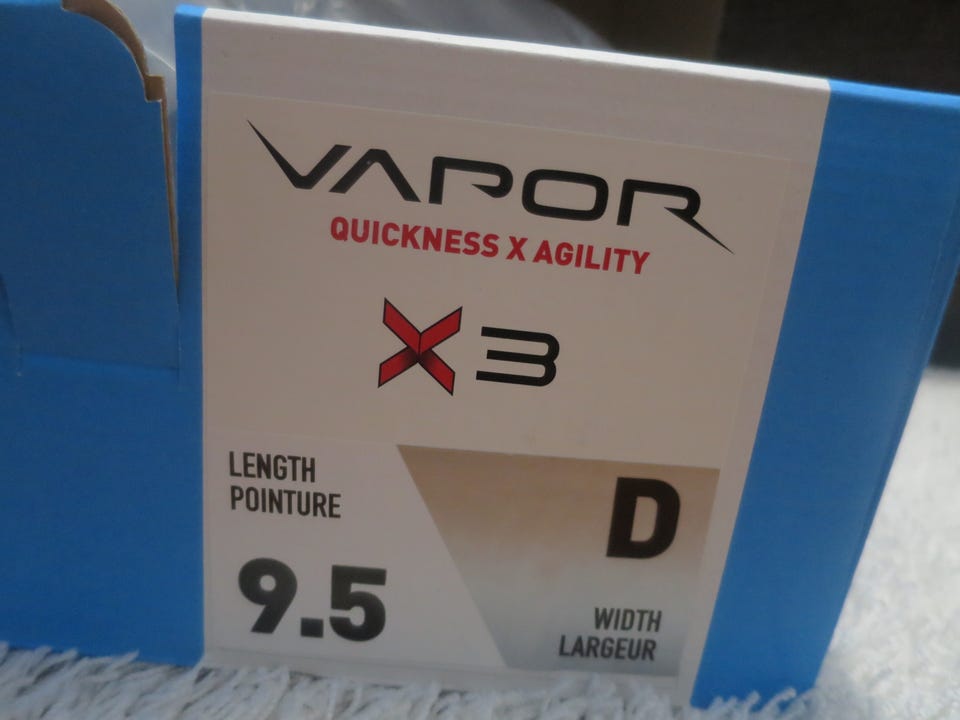 VAPOR
QUICKNESS X AGILITY
X3
LENGTH
POINTURE
9.5
D
WIDTH
LARGEUR